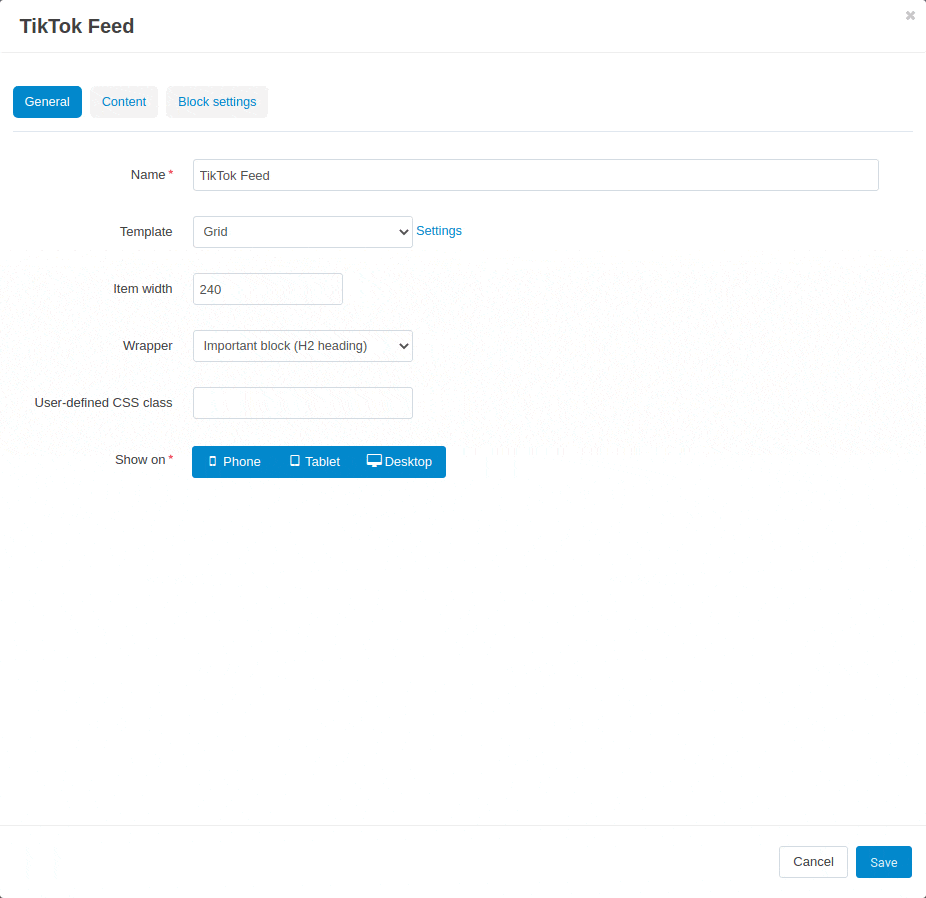 TikTok Feed
General Content Block settings
Name * TikTok Feed
Template Grid Settings
Item width 240
Wrapper Important block (H2 heading)
User-defined CSS class
Show on * Phone Tablet Desktop
Cancel Save